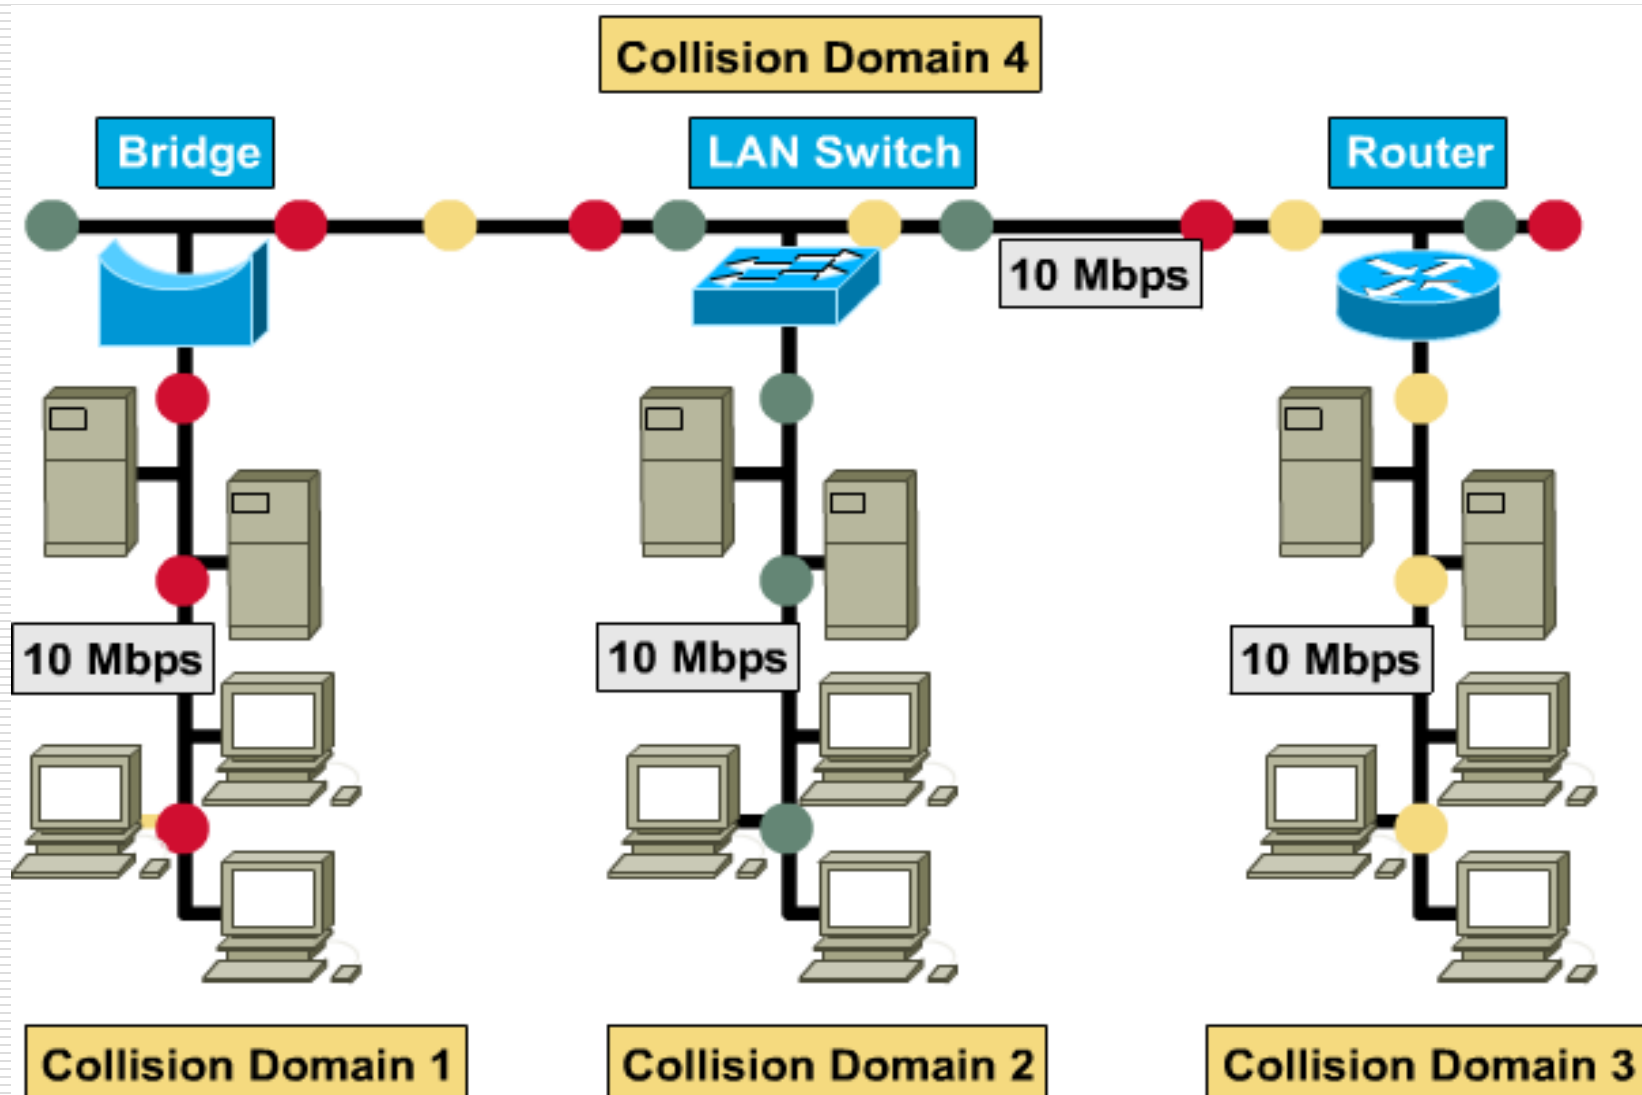 Collision Domain 4
Bridge
LAN Switch
Router
10 Mbps
10 Mbps
10 Mbps
10 Mbps
Collision Domain 1
Collision Domain 2
Collision Domain 3